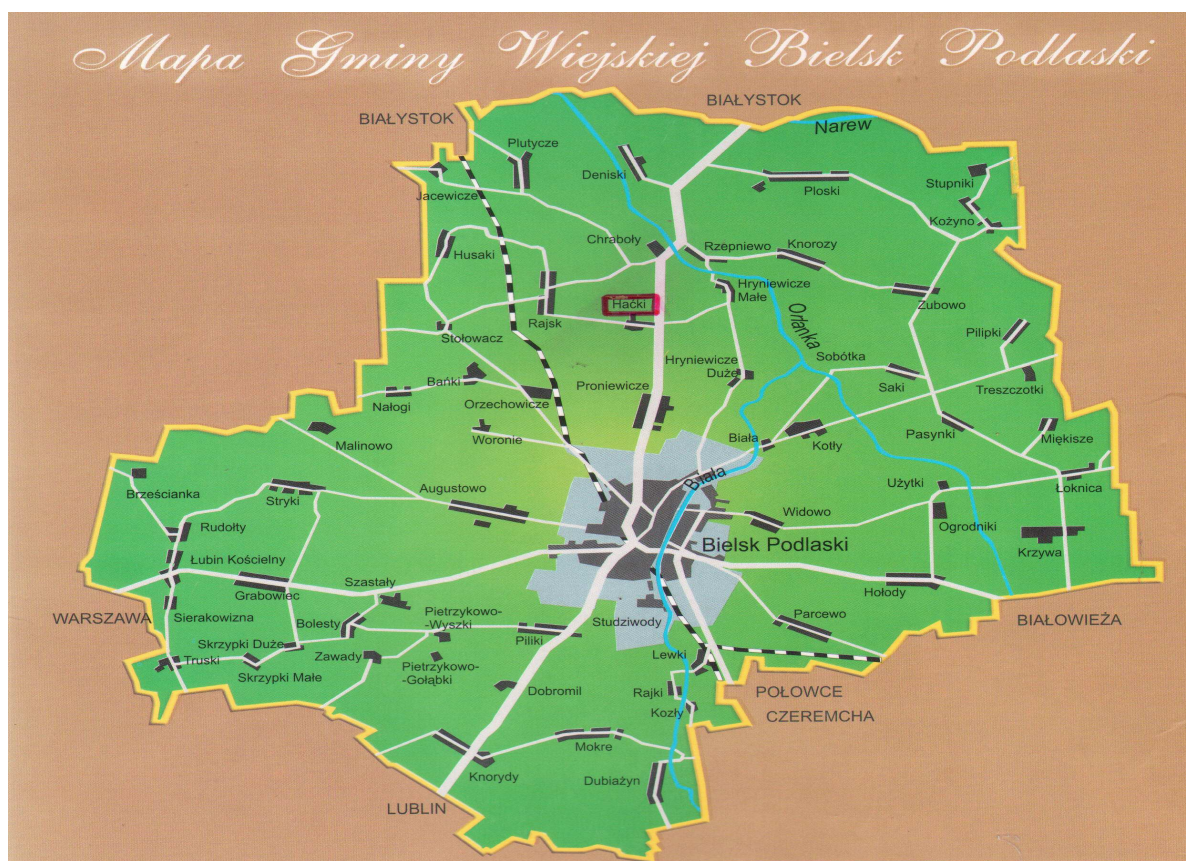 Mapa Gminy Wiejskiej Bielsk Podlaski
BIAŁYSTOK
BIAŁYSTOK
Narew
Plutycze
Deniski
Ploski
Stupniki
Jacewicze
Kożyno
Chraboły
Rzepniewo
Knorozy
Husaki
Hryniewicze
Małe
Haćki
Zubowo
Rajsk
Orlanka
Pilipki
Stołowacz
Sobótka
Hryniewicze
Duże
Saki
Bańki
Proniewicze
Treszczotki
Nałogi
Orzechowicze
Pasynki
Miękisze
Malinowo
Woronie
Biała
Kotły
Biała
Brześcianka
Stryki
Augustowo
Użytki
Łoknica
Widowo
Rudołty
Ogrodniki
Krzywa
Bielsk Podlaski
Łubin Kościelny
Szastały
Hołody
Grabowiec
WARSZAWA
Sierakowizna
Bolesty
Pietrzykowo-
-Wyszki
Piliki
Studziwody
Parcewo
BIAŁOWIEŻA
Skrzypki Duże
Zawady
Lewki
Truski
Skrzypki Małe
Pietrzykowo-
-Gołąbki
Dobromil
Rajki
POŁOWCE
Kozły
CZEREMCHA
Mokre
Knorydy
Dubiażyn
LUBLIN